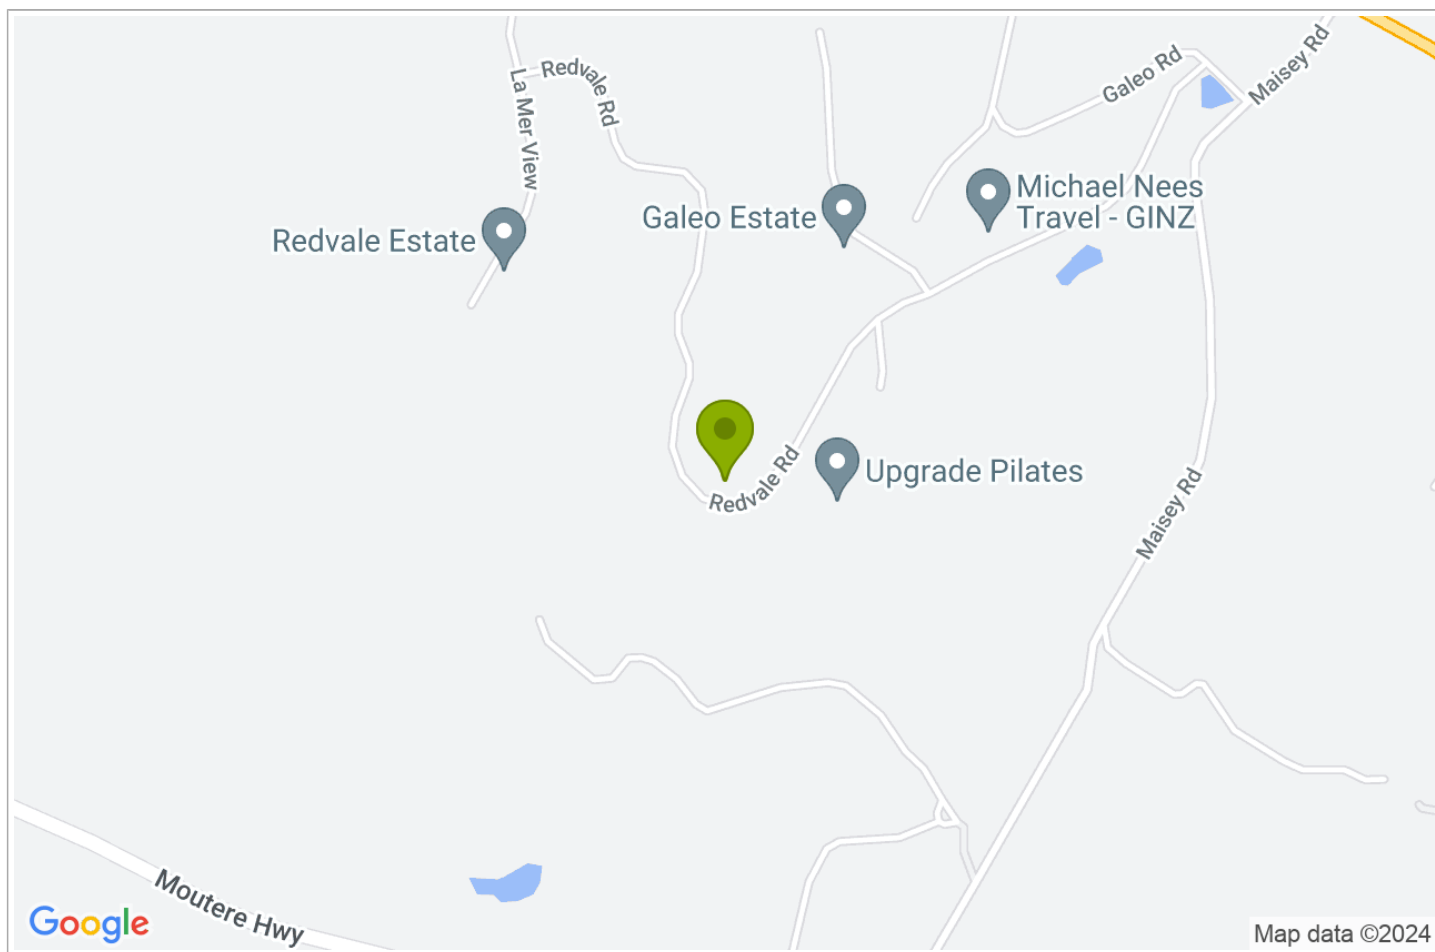 La Mer View
Redvale Rd
Galeo Rd
Maisey Rd
Michael Nees
Travel - GINZ
Galeo Estate
Redvale Estate
Redvale Rd
Upgrade Pilates
Maisey Rd
Moutere Hwy
Google
Map data ©2024